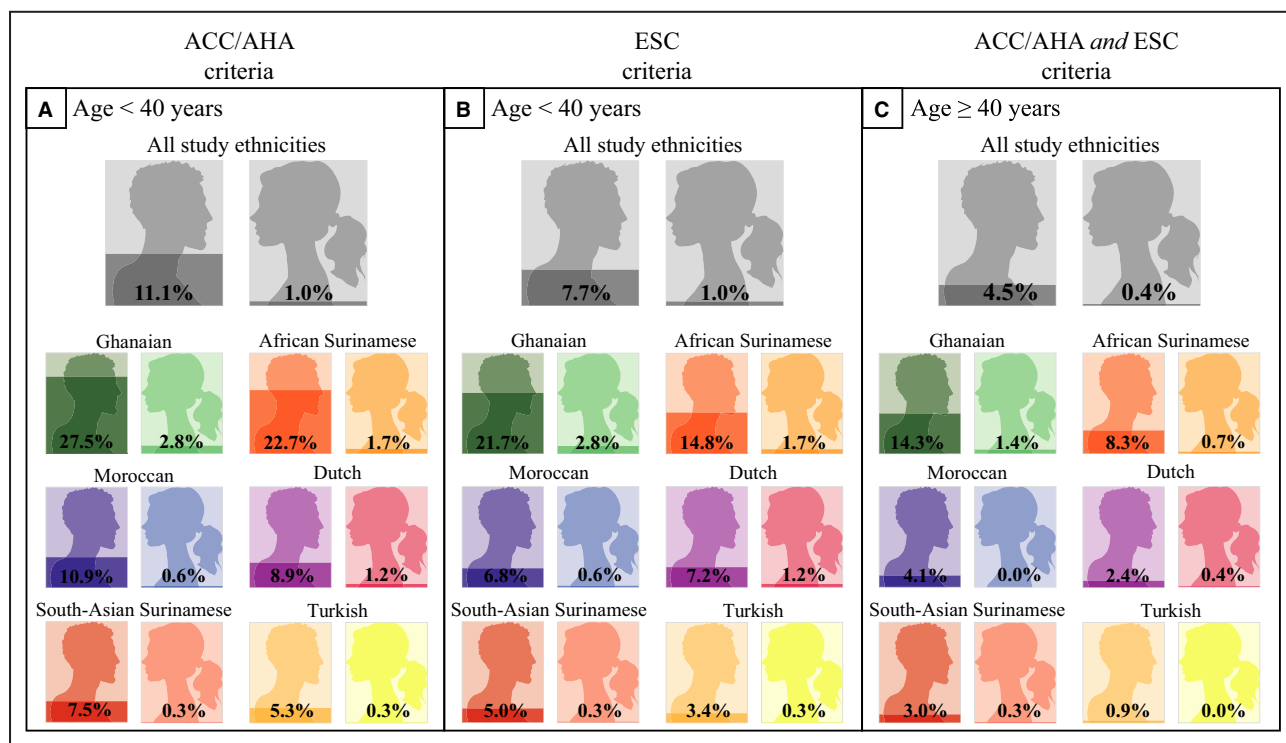 ACC/AHA
criteria
ESC
criteria
ACC/AHA and ESC
criteria
A Age < 40 years
All study ethnicities
11.1% 1.0%
Ghanaian African Surinamese
27.5% 2.8% 22.7% 1.7%
Moroccan Dutch
10.9% 0.6% 8.9% 1.2%
South-Asian Surinamese Turkish
7.5% 0.3% 5.3% 0.3%
B Age < 40 years
All study ethnicities
7.7% 1.0%
Ghanaian African Surinamese
21.7% 2.8% 14.8% 1.7%
Moroccan Dutch
6.8% 0.6% 7.2% 1.2%
South-Asian Surinamese Turkish
5.0% 0.3% 3.4% 0.3%
C Age ≥ 40 years
All study ethnicities
4.5% 0.4%
Ghanaian African Surinamese
14.3% 1.4% 8.3% 0.7%
Moroccan Dutch
4.1% 0.0% 2.4% 0.4%
South-Asian Surinamese Turkish
3.0% 0.3% 0.9% 0.0%